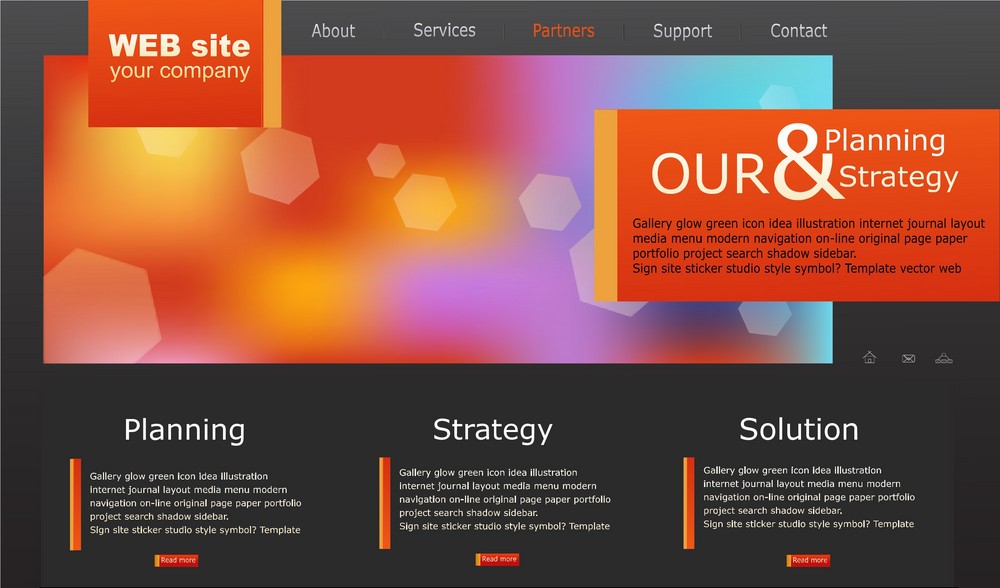 WEB site
your company
About
Services
Partners
Support
Contact
OUR & Planning
Strategy
Gallery glow green icon idea illustration internet journal layout
media menu modern navigation on-line original page paper
portfolio project search shadow sidebar.
Sign site sticker studio style symbol? Template vector web
Planning
Gallery glow green icon idea illustration
internet journal layout media menu modern
navigation on-line original page paper portfolio
project search shadow sidebar.
Sign site sticker studio style symbol? Template
Read more
Strategy
Gallery glow green icon idea illustration
internet journal layout media menu modern
navigation on-line original page paper portfolio
project search shadow sidebar.
Sign site sticker studio style symbol? Template
Read more
Solution
Gallery glow green icon idea illustration
internet journal layout media menu modern
navigation on-line original page paper portfolio
project search shadow sidebar.
Sign site sticker studio style symbol? Template
Read more